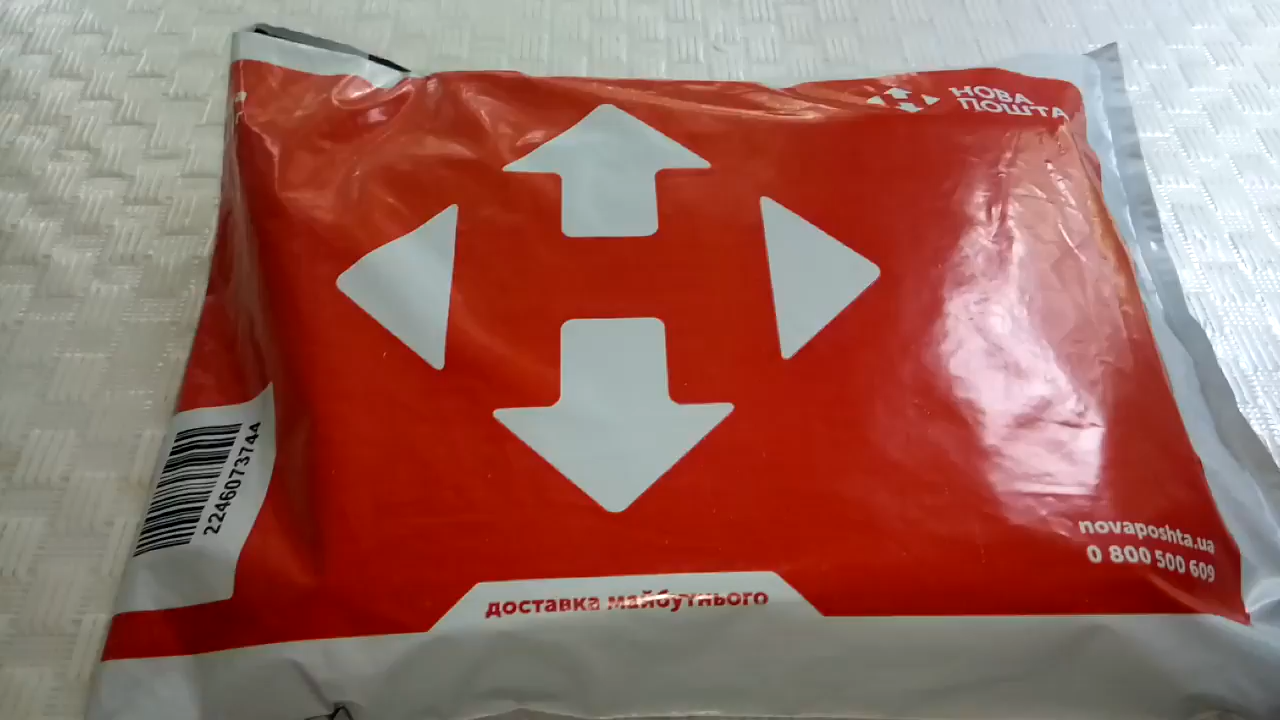 НОВА
ПОШТА
2246073744
novaposhta.ua
0 800 500 609
доставка майбутнього